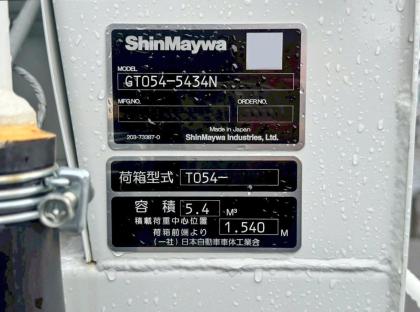 ShinMaywa
MODEL
GT054-5434N
MFG.NO. ORDER.NO.
Made in Japan
203-73387-0 ShinMaywa Industries, Ltd.
荷箱型式 T054-
容積 5.4 M³
積載荷重中心位置
荷箱前端より 1.540 M
(一社)日本自動車車体工業会